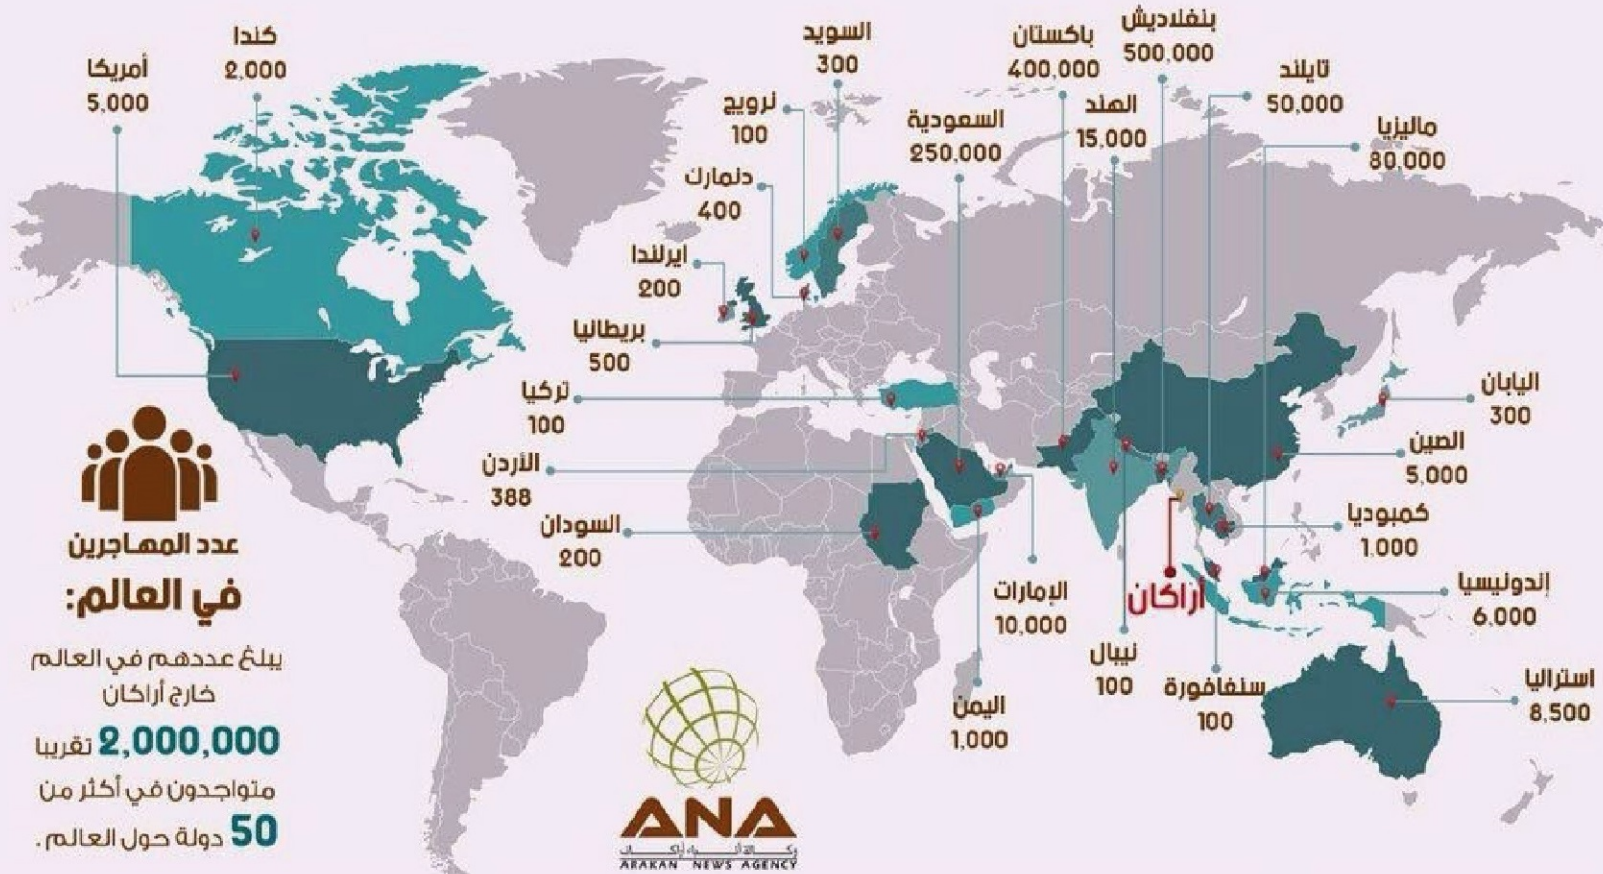 كندا
2,000
أمريكا
5,000
السويد
300
نرويج
100
دنمارك
400
ايرلندا
200
بريطانيا
500
تركيا
100
الأردن
388
السودان
200
السعودية
250,000
باكستان
400,000
الهند
15,000
بنغلاديش
500,000
تايلند
50,000
ماليزيا
80,000
اليابان
300
الصين
5,000
كمبوديا
1,000
إندونيسيا
6,000
استراليا
8,500
سنغافورة
100
نيبال
100
أراكان
الإمارات
10,000
اليمن
1,000
عدد المهاجرين
في العالم:
يبلغ عددهم في العالم
خارج أراكان
2,000,000 تقريبا
متواجدون في أكثر من
50 دولة حول العالم.
ANA
وكالة أنباء أراكان
ARAKAN NEWS AGENCY